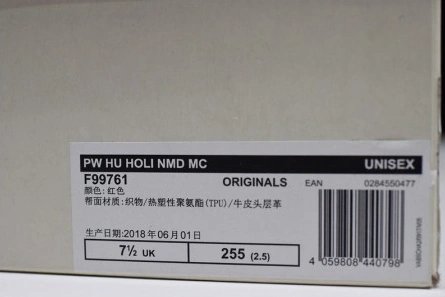 PW HU HOLI NMD MC UNISEX
F99761 ORIGINALS EAN 0284550477
颜色: 红色
帮面材质: 织物/热塑性聚氨酯(TPU)/牛皮头层革
生产日期: 2018年06月01日
7½ UK 255 (2.5)
4 059808 440798